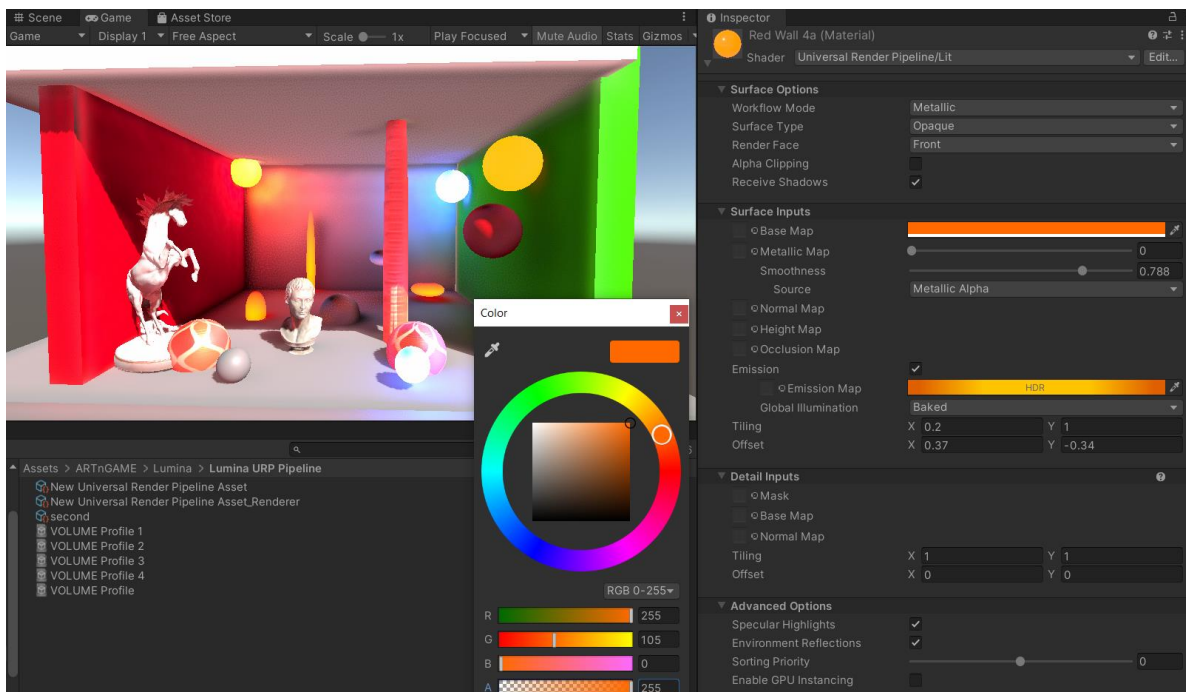 Scene Game Asset Store
Game Display 1 Free Aspect Scale 1x Play Focused Mute Audio Stats Gizmos
Assets > ARTnGAME > Lumina > Lumina URP Pipeline
New Universal Render Pipeline Asset
New Universal Render Pipeline Asset_Renderer
second
VOLUME Profile 1
VOLUME Profile 2
VOLUME Profile 3
VOLUME Profile 4
VOLUME Profile
Color
RGB 0-255
R 255
G 105
B 0
A 255
Inspector
Red Wall 4a (Material)
Shader Universal Render Pipeline/Lit Edit...
Surface Options
Workflow Mode Metallic
Surface Type Opaque
Render Face Front
Alpha Clipping
Receive Shadows
Surface Inputs
Base Map
Metallic Map 0
Smoothness 0.788
Source Metallic Alpha
Normal Map
Height Map
Occlusion Map
Emission
Emission Map HDR
Global Illumination Baked
Tiling X 0.2 Y 1
Offset X 0.37 Y -0.34
Detail Inputs
Mask
Base Map
Normal Map
Tiling X 1 Y 1
Offset X 0 Y 0
Advanced Options
Specular Highlights
Environment Reflections
Sorting Priority 0
Enable GPU Instancing